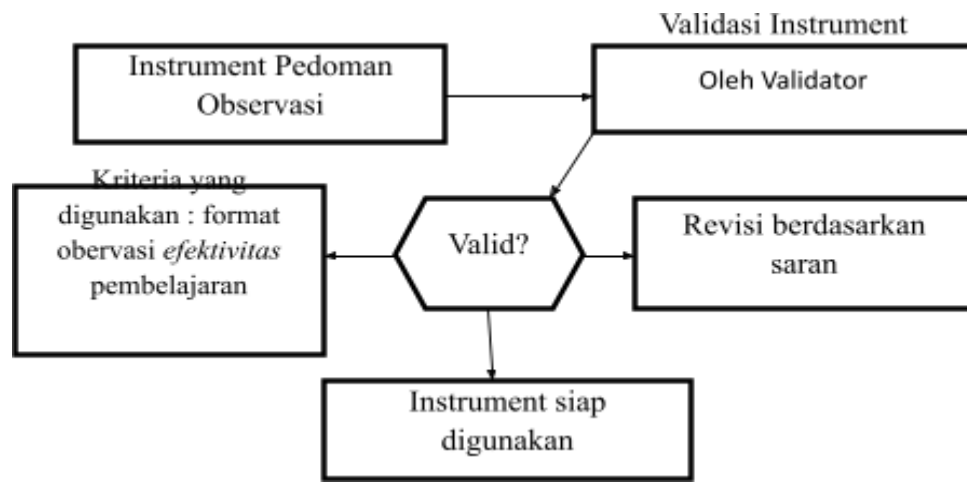 Validasi Instrument
Instrument Pedoman
Observasi
Oleh Validator
Kriteria yang
digunakan : format
obervasi efektivitas
pembelajaran
Valid?
Revisi berdasarkan
saran
Instrument siap
digunakan